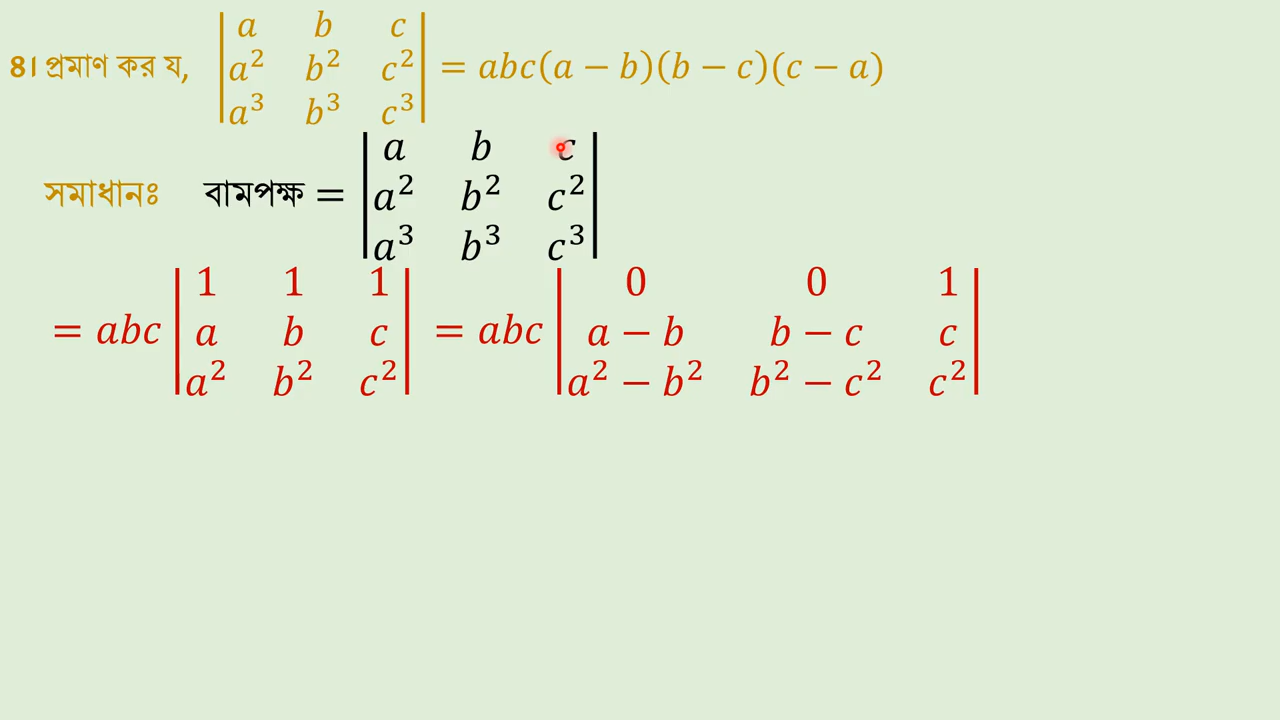 8। প্রমাণ কর য, | a b c | = abc(a − b)(b − c)(c − a)
| a² b² c² |
| a³ b³ c³ |
সমাধানঃ বামপক্ষ = | a b c |
| a² b² c² |
| a³ b³ c³ |
= abc | 1 1 1 | = abc | 0 0 1 |
| a b c | | a − b b − c c |
| a² b² c² | | a² − b² b² − c² c² |